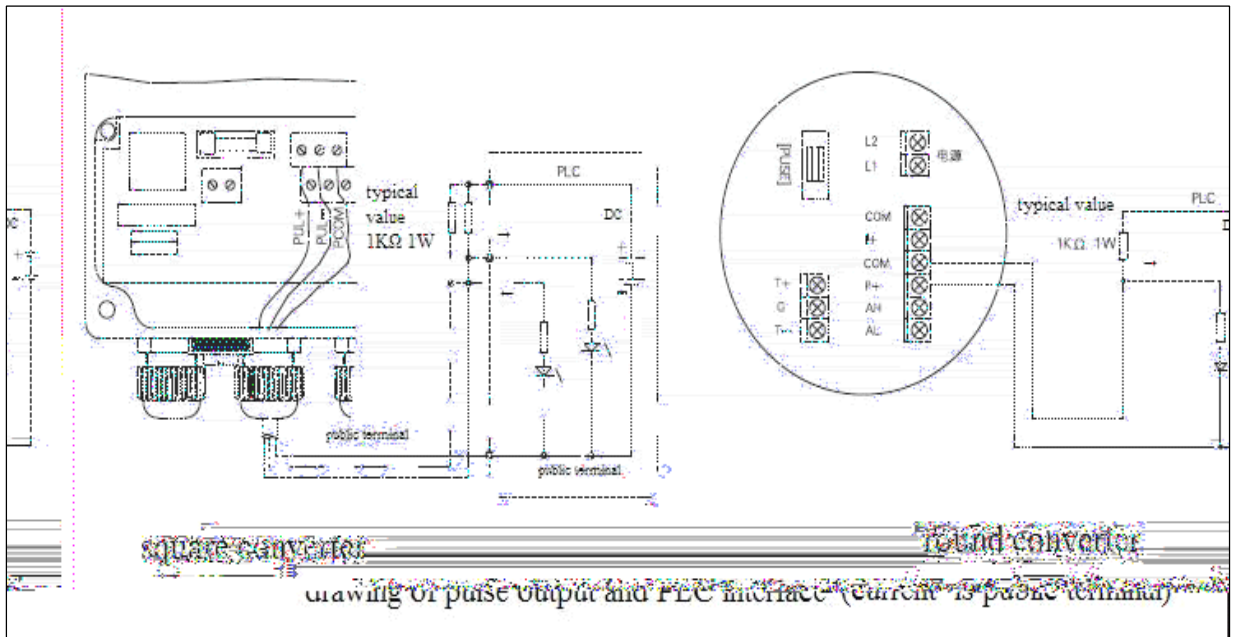 PUL+
PUL-
PCOM
typical
value
1KΩ 1W
PLC
DC
public terminal
public terminal
square converter
[FUSE]
L2
L1
电源
COM
COM
P+
AH
AL
T+
G
T-
typical value
1KΩ 1W
PLC
round converter
drawing of pulse output and PLC interface (current is public terminal)